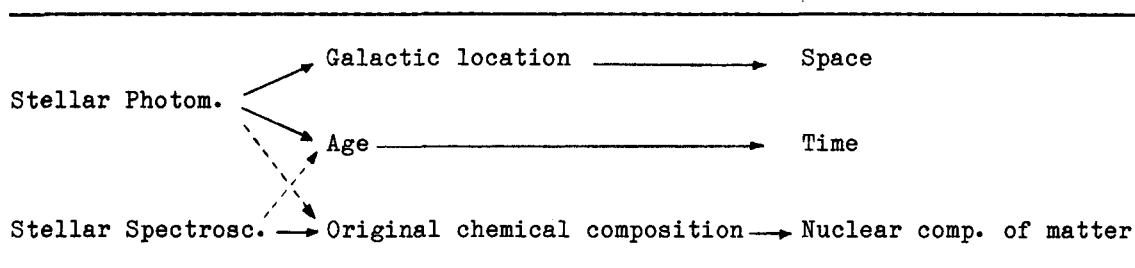 Galactic location Space
Stellar Photom.
Age Time
Stellar Spectrosc. Original chemical composition Nuclear comp. of matter